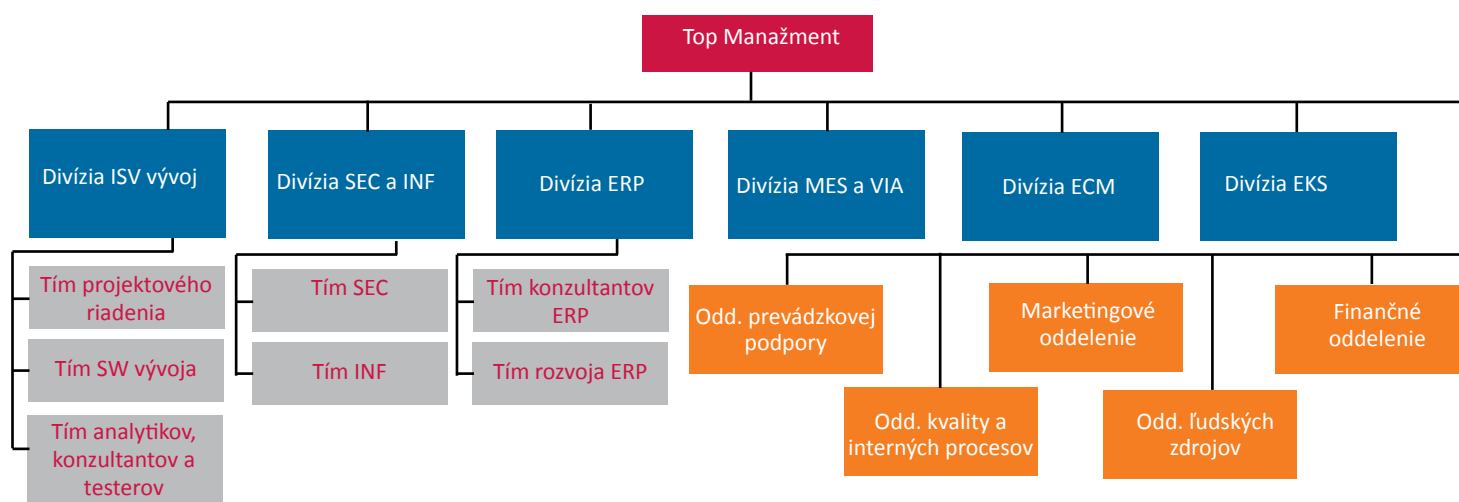 Top Manažment
Divízia ISV vývoj
Divízia SEC a INF
Divízia ERP
Divízia MES a VIA
Divízia ECM
Divízia EKS
Tím projektového
riadenia
Tím SW vývoja
Tím analytikov,
konzultantov a
testerov
Tím SEC
Tím INF
Tím konzultantov
ERP
Tím rozvoja ERP
Odd. prevádzkovej
podpory
Odd. kvality a
interných procesov
Marketingové
oddelenie
Odd. ľudských
zdrojov
Finančné
oddelenie